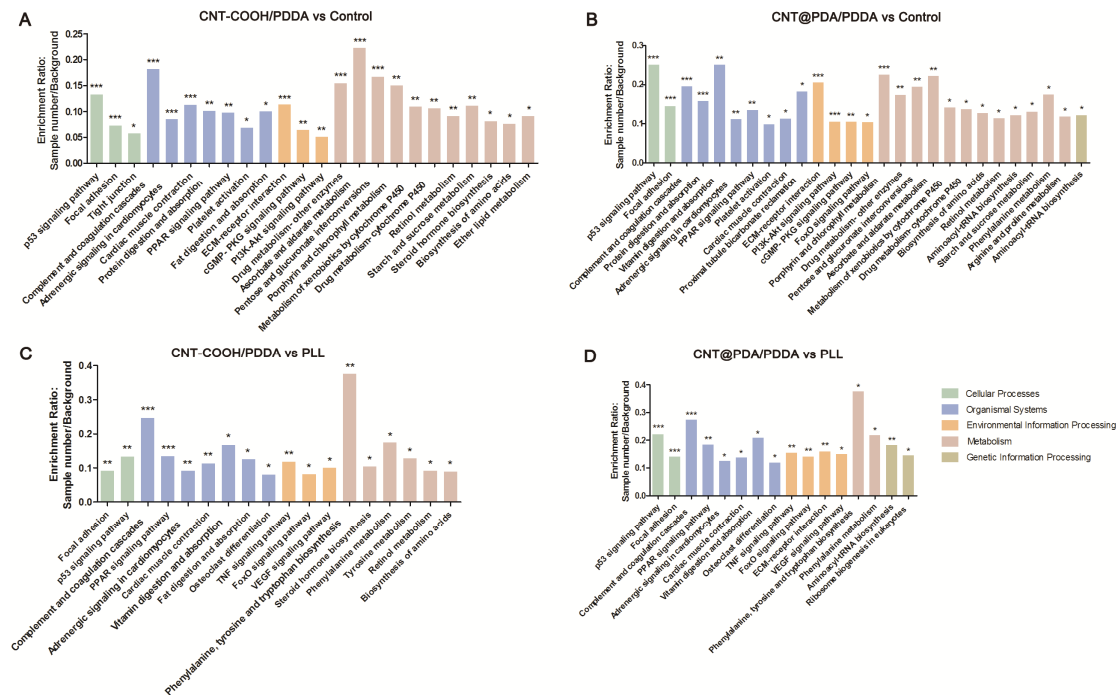 A
CNT-COOH/PDDA vs Control
Enrichment Ratio:
Sample number/Background
0.25
0.20
0.15
0.10
0.05
0.00
***
***
*
***
***
***
**
**
*
*
***
**
**
***
***
***
**
**
**
**
**
*
*
*
p53 signaling pathway
Focal adhesion
Tight junction
Complement and coagulation cascades
Adrenergic signaling in cardiomyocytes
Cardiac muscle contraction
Protein digestion and absorption
PPAR signaling pathway
Platelet activation
Fat digestion and absorption
ECM-receptor interaction
cGMP- PKG signaling pathway
PI3K-Akt signaling pathway
Drug metabolism- other enzymes
Ascorbate and aldarate metabolism
Pentose and glucuronate interconversions
Porphyrin and chlorophyll metabolism
Metabolism of xenobiotics by cytochrome P450
Drug metabolism- cytochrome P450
Retinol metabolism
Starch and sucrose metabolism
Steroid hormone biosynthesis
Biosynthesis of amino acids
Ether lipid metabolism
B
CNT@PDA/PDDA vs Control
Enrichment Ratio:
Sample number/Background
0.3
0.2
0.1
0.0
***
***
***
***
**
**
**
*
*
*
***
***
**
**
***
***
**
**
*
*
*
*
*
*
*
*
*
p53 signaling pathway
Focal adhesion
Complement and coagulation cascades
Protein digestion and absorption
Vitamin digestion and absorption
Adrenergic signaling in cardiomyocytes
PPAR signaling pathway
Platelet activation
Cardiac muscle contraction
Proximal tubule bicarbonate reclamation
ECM-receptor interaction
PI3K-Akt signaling pathway
cGMP- PKG signaling pathway
FoxO signaling pathway
Porphyrin and chlorophyll metabolism
Drug metabolism- other enzymes
Pentose and glucuronate interconversions
Ascorbate and aldarate metabolism
Drug metabolism- cytochrome P450
Metabolism of xenobiotics by cytochrome P450
Biosynthesis of amino acids
Retinol metabolism
Aminoacyl-tRNA biosynthesis
Starch and sucrose metabolism
Phenylalanine metabolism
Arginine and proline metabolism
Aminoacyl-tRNA biosynthesis
C
CNT-COOH/PDDA vs PLL
Enrichment Ratio:
Sample number/Background
0.4
0.3
0.2
0.1
0.0
**
**
***
***
**
**
*
*
*
**
*
*
**
*
*
*
*
*
Focal adhesion
p53 signaling pathway
Complement and coagulation cascades
PPAR signaling pathway
Adrenergic signaling in cardiomyocytes
Cardiac muscle contraction
Vitamin digestion and absorption
Fat digestion and absorption
Osteoclast differentiation
TNF signaling pathway
FoxO signaling pathway
VEGF signaling pathway
Phenylalanine, tyrosine and tryptophan biosynthesis
Steroid hormone biosynthesis
Phenylalanine metabolism
Tyrosine metabolism
Retinol metabolism
Biosynthesis of amino acids
D
CNT@PDA/PDDA vs PLL
Enrichment Ratio:
Sample number/Background
0.4
0.3
0.2
0.1
0.0
***
***
***
**
*
*
*
*
**
**
**
*
*
*
**
*
p53 signaling pathway
Focal adhesion
Complement and coagulation cascades
PPAR signaling pathway
Adrenergic signaling in cardiomyocytes
Cardiac muscle contraction
Vitamin digestion and absorption
Osteoclast differentiation
TNF signaling pathway
FoxO signaling pathway
ECM-receptor interaction
VEGF signaling pathway
Phenylalanine, tyrosine and tryptophan biosynthesis
Phenylalanine metabolism
Aminoacyl-tRNA biosynthesis
Ribosome biogenesis in eukaryotes
Cellular Processes
Organismal Systems
Environmental Information Processing
Metabolism
Genetic Information Processing